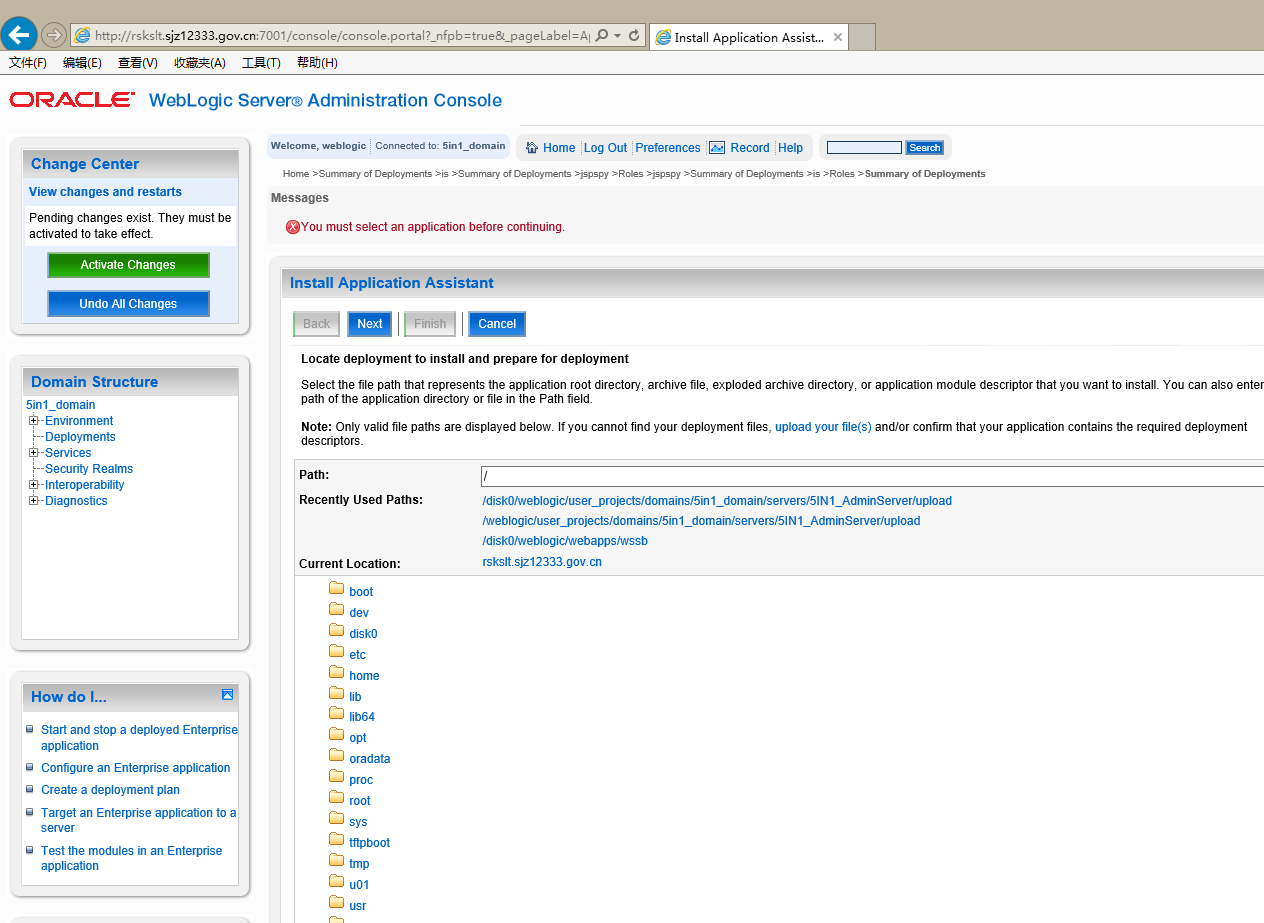 http://rskslt.sjz12333.gov.cn:7001/console/console.portal?_nfpb=true&_pageLabel=A
Install Application Assist...
文件(F) 编辑(E) 查看(V) 收藏夹(A) 工具(T) 帮助(H)
ORACLE WebLogic Server® Administration Console
Change Center
View changes and restarts
Pending changes exist. They must be
activated to take effect.
Activate Changes
Undo All Changes
Domain Structure
5in1_domain
Environment
Deployments
Services
Security Realms
Interoperability
Diagnostics
How do I...
Start and stop a deployed Enterprise
application
Configure an Enterprise application
Create a deployment plan
Target an Enterprise application to a
server
Test the modules in an Enterprise
application
Welcome, weblogic Connected to: 5in1_domain
Home Log Out Preferences Record Help
Search
Home >Summary of Deployments >is >Summary of Deployments >jspspy >Roles >jspspy >Summary of Deployments >is >Roles >Summary of Deployments
Messages
You must select an application before continuing.
Install Application Assistant
Back Next Finish Cancel
Locate deployment to install and prepare for deployment
Select the file path that represents the application root directory, archive file, exploded archive directory, or application module descriptor that you want to install. You can also enter
path of the application directory or file in the Path field.
Note: Only valid file paths are displayed below. If you cannot find your deployment files, upload your file(s) and/or confirm that your application contains the required deployment
descriptors.
Path: /
Recently Used Paths: /disk0/weblogic/user_projects/domains/5in1_domain/servers/5IN1_AdminServer/upload
/weblogic/user_projects/domains/5in1_domain/servers/5IN1_AdminServer/upload
/disk0/weblogic/webapps/wssb
Current Location: rskslt.sjz12333.gov.cn
boot
dev
disk0
etc
home
lib
lib64
opt
oradata
proc
root
sys
tftpboot
tmp
u01
usr